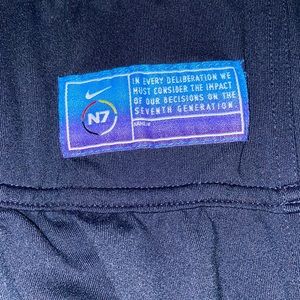 N7
IN EVERY DELIBERATION WE
MUST CONSIDER THE IMPACT
OF OUR DECISIONS ON THE
SEVENTH GENERATION.